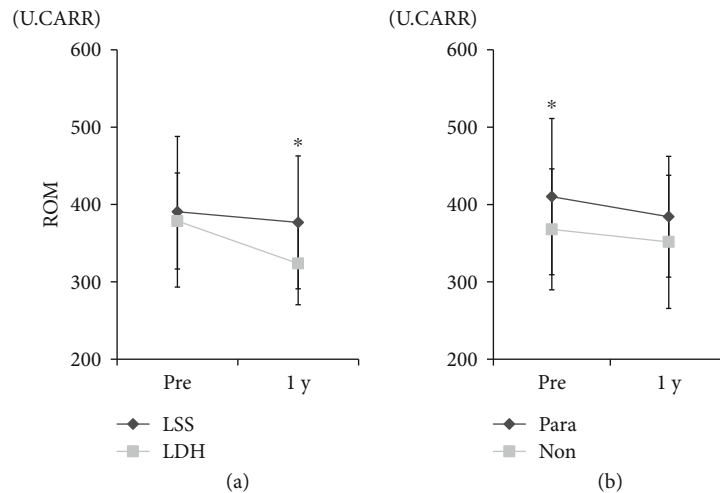 (U.CARR)
600
500
400
300
200
ROM
*
Pre
1 y
LSS
LDH
(a)
(U.CARR)
600
500
400
300
200
*
Pre
1 y
Para
Non
(b)